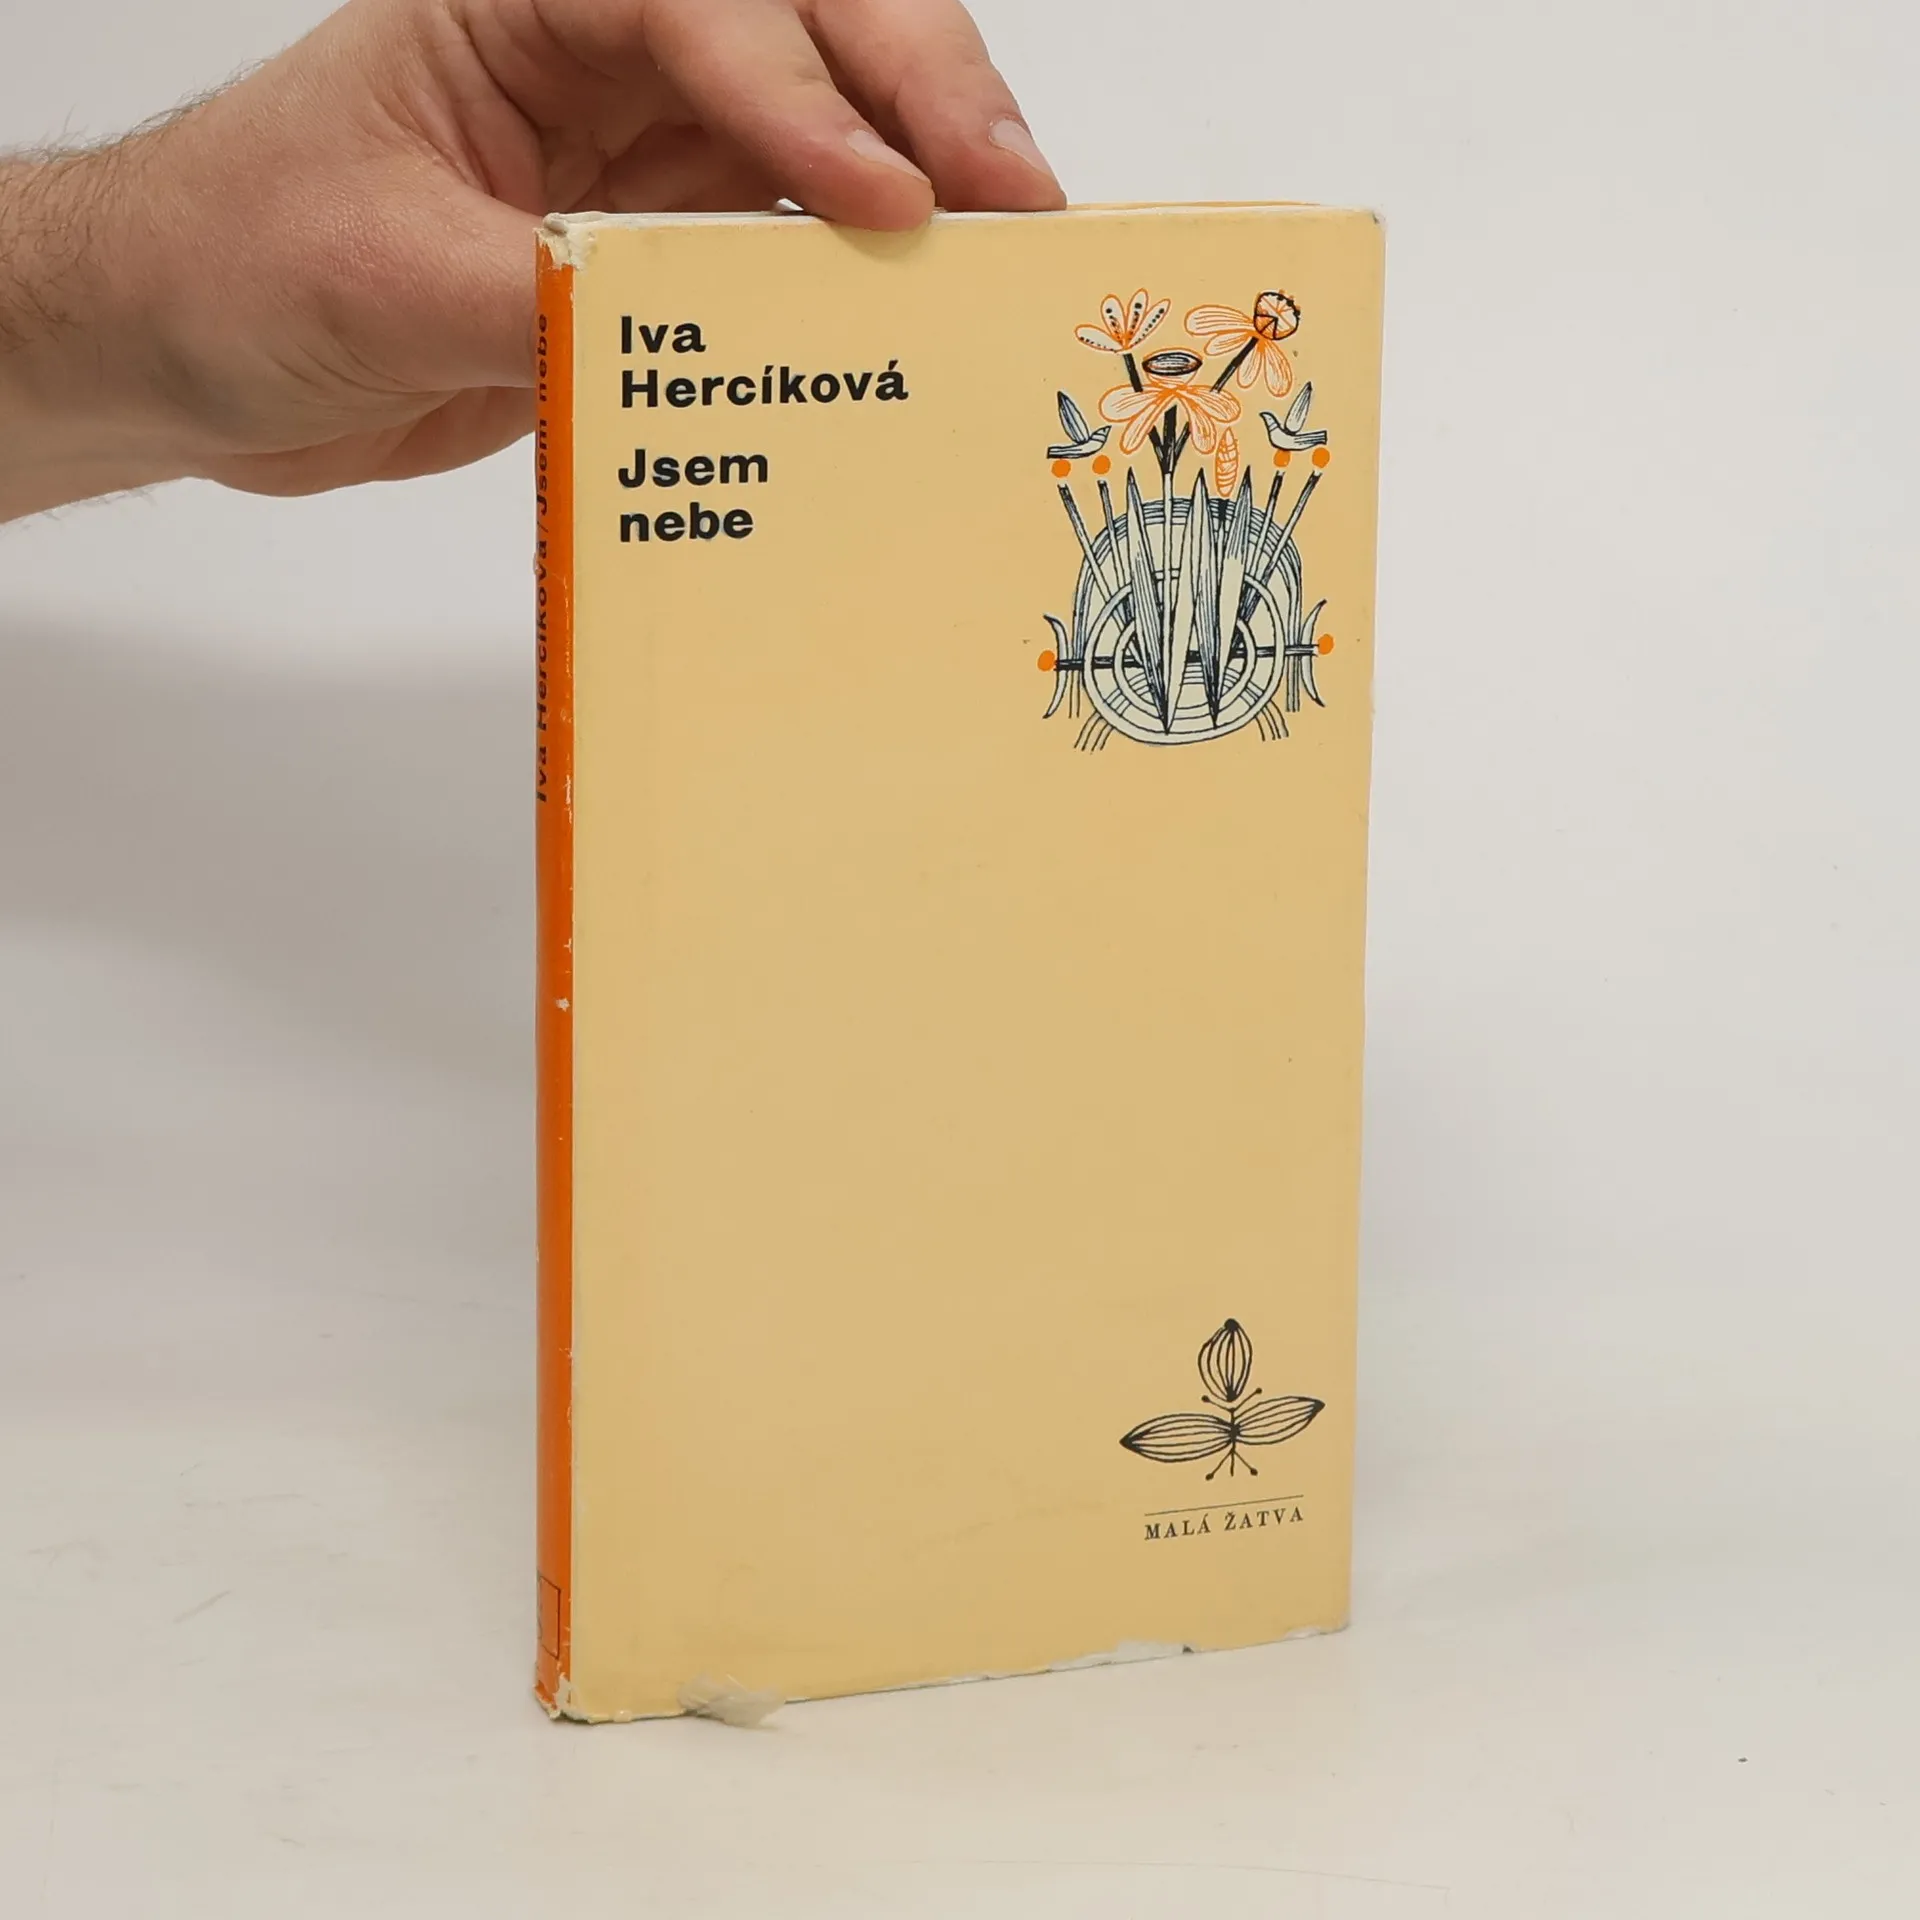 Iva
Hercíková
Jsem
nebe
Iva Hercíková/Jsem nebe
MALÁ ŽATVA